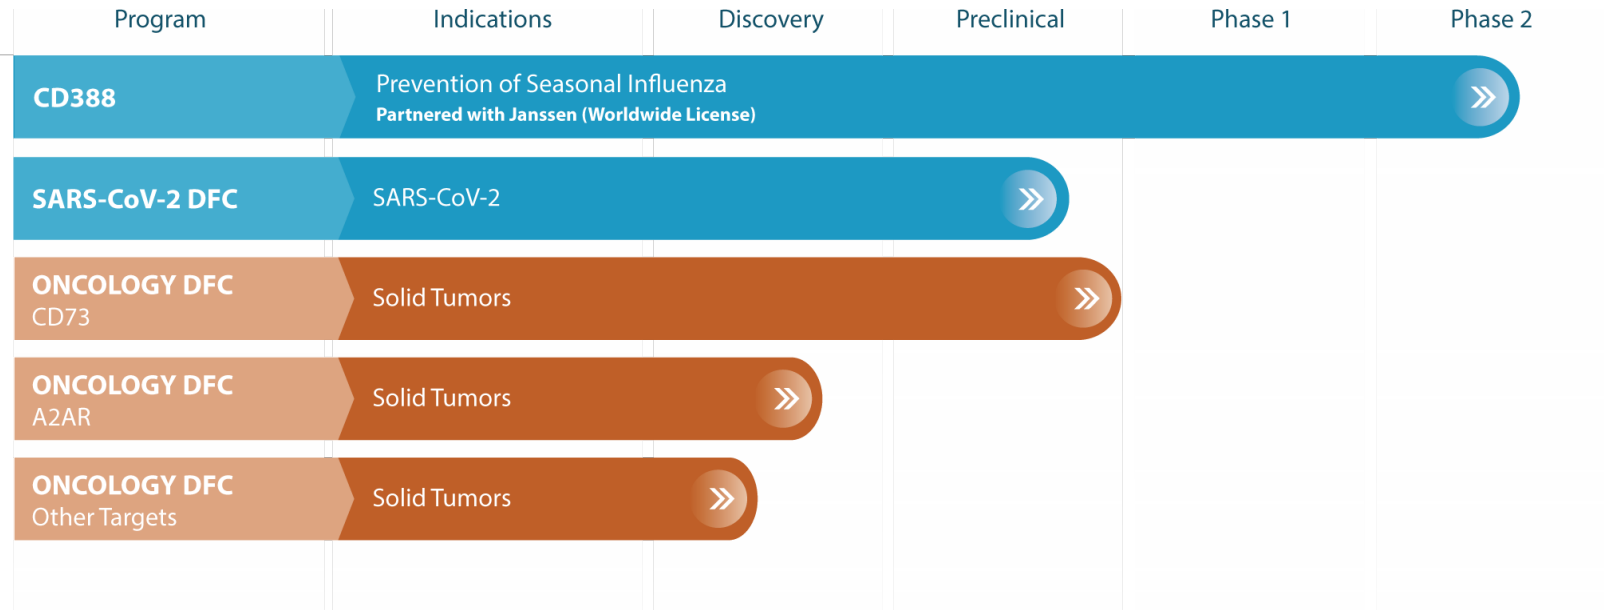 Program Indications Discovery Preclinical Phase 1 Phase 2
CD388
Prevention of Seasonal Influenza
Partnered with Janssen (Worldwide License)
SARS-CoV-2 DFC
SARS-CoV-2
ONCOLOGY DFC
CD73
Solid Tumors
ONCOLOGY DFC
A2AR
Solid Tumors
ONCOLOGY DFC
Other Targets
Solid Tumors